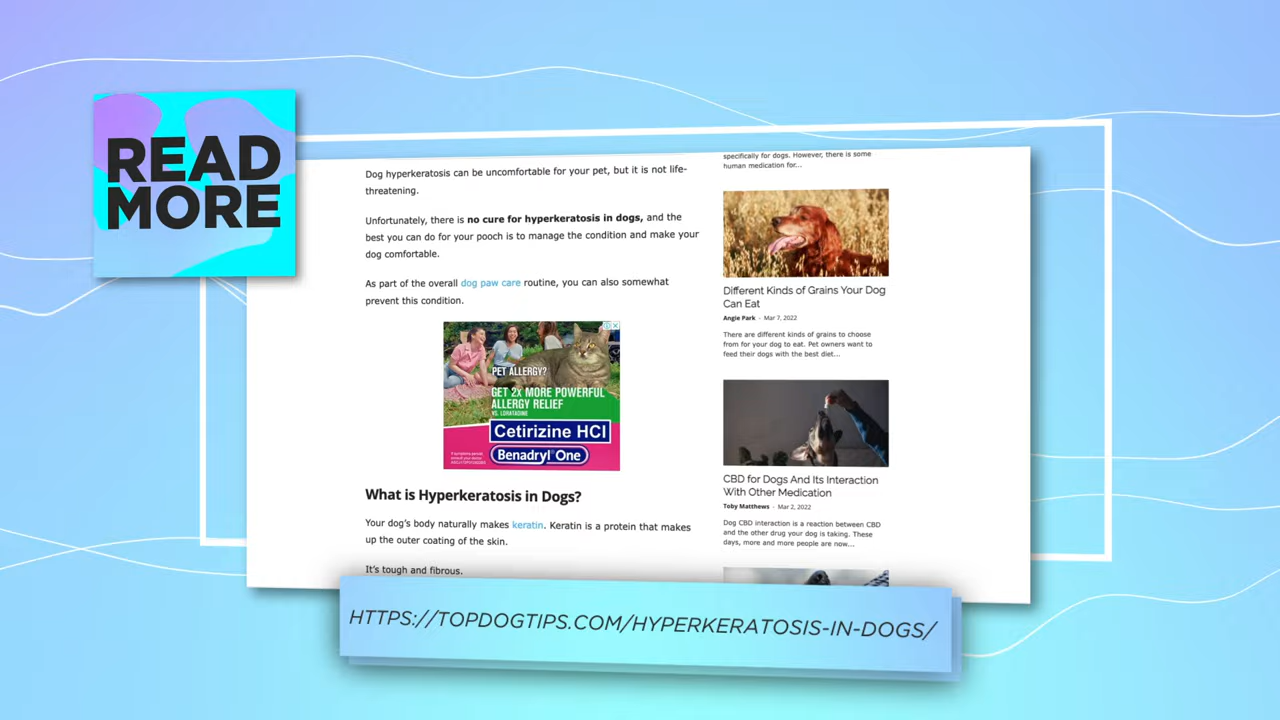 READ
MORE
Dog hyperkeratosis can be uncomfortable for your pet, but it is not life-
threatening.
Unfortunately, there is no cure for hyperkeratosis in dogs, and the
best you can do for your pooch is to manage the condition and make your
dog comfortable.
As part of the overall dog paw care routine, you can also somewhat
prevent this condition.
PET ALLERGY?
GET 2X MORE POWERFUL
ALLERGY RELIEF
VS. LORATADINE
Cetirizine HCl
Benadryl One
What is Hyperkeratosis in Dogs?
Your dog's body naturally makes keratin. Keratin is a protein that makes
up the outer coating of the skin.
It's tough and fibrous.
specifically for dogs. However, there is some
human medication for...
Different Kinds of Grains Your Dog
Can Eat
Angie Park - Mar 7, 2022
There are different kinds of grains to choose
from for your dog to eat. Pet owners want to
feed their dogs with the best diet...
CBD for Dogs And Its Interaction
With Other Medication
Toby Matthews - Mar 2, 2022
Dog CBD interaction is a reaction between CBD
and the other drug your dog is taking. These
days, more and more people are now...
HTTPS://TOPDOGTIPS.COM/HYPERKERATOSIS-IN-DOGS/